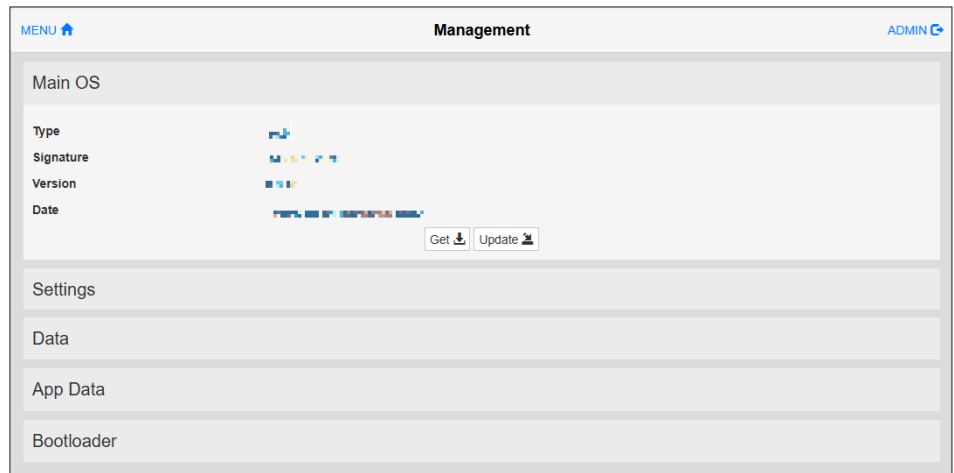 MENU Management ADMIN
Main OS
Type
Signature
Version
Date
Get Update
Settings
Data
App Data
Bootloader